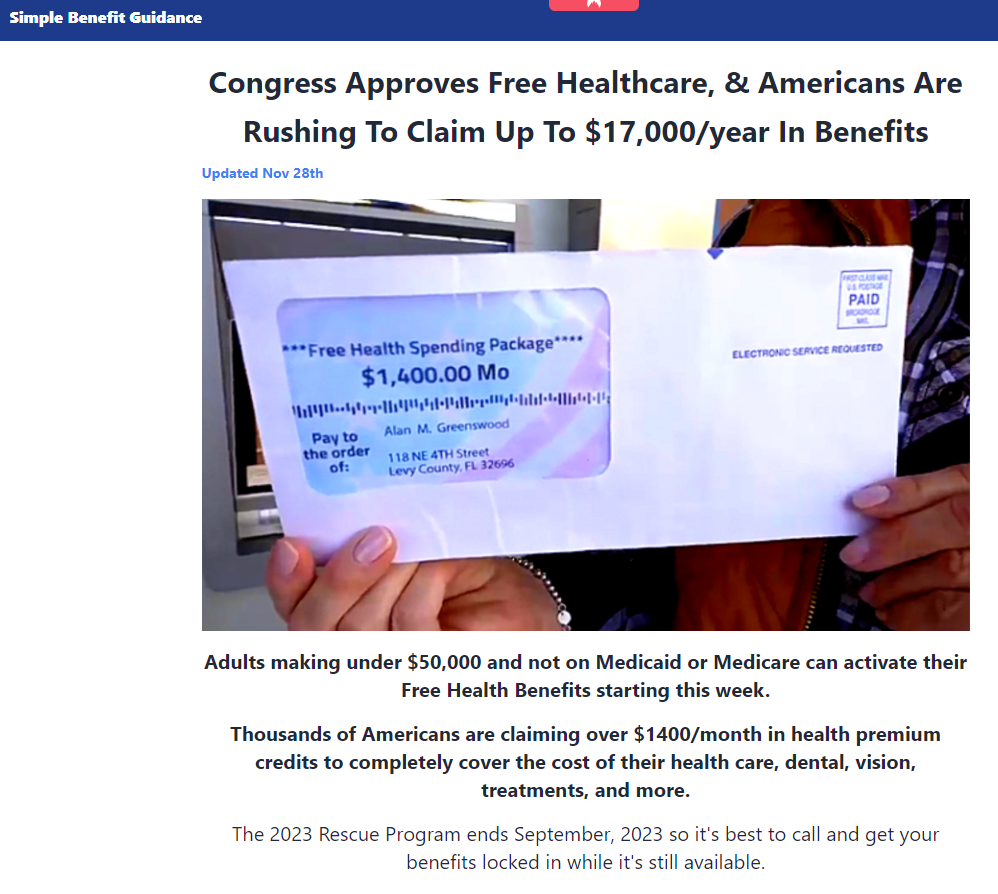 Simple Benefit Guidance
Congress Approves Free Healthcare, & Americans Are
Rushing To Claim Up To $17,000/year In Benefits
Updated Nov 28th
FIRST-CLASS MAIL
U.S. POSTAGE
PAID
BROADRIDGE
MAIL
ELECTRONIC SERVICE REQUESTED
***Free Health Spending Package****
$1,400.00 Mo
Pay to
the order
of:
Alan M. Greenswood
118 NE 4TH Street
Levy County, FL 32696
Adults making under $50,000 and not on Medicaid or Medicare can activate their
Free Health Benefits starting this week.
Thousands of Americans are claiming over $1400/month in health premium
credits to completely cover the cost of their health care, dental, vision,
treatments, and more.
The 2023 Rescue Program ends September, 2023 so it's best to call and get your
benefits locked in while it's still available.